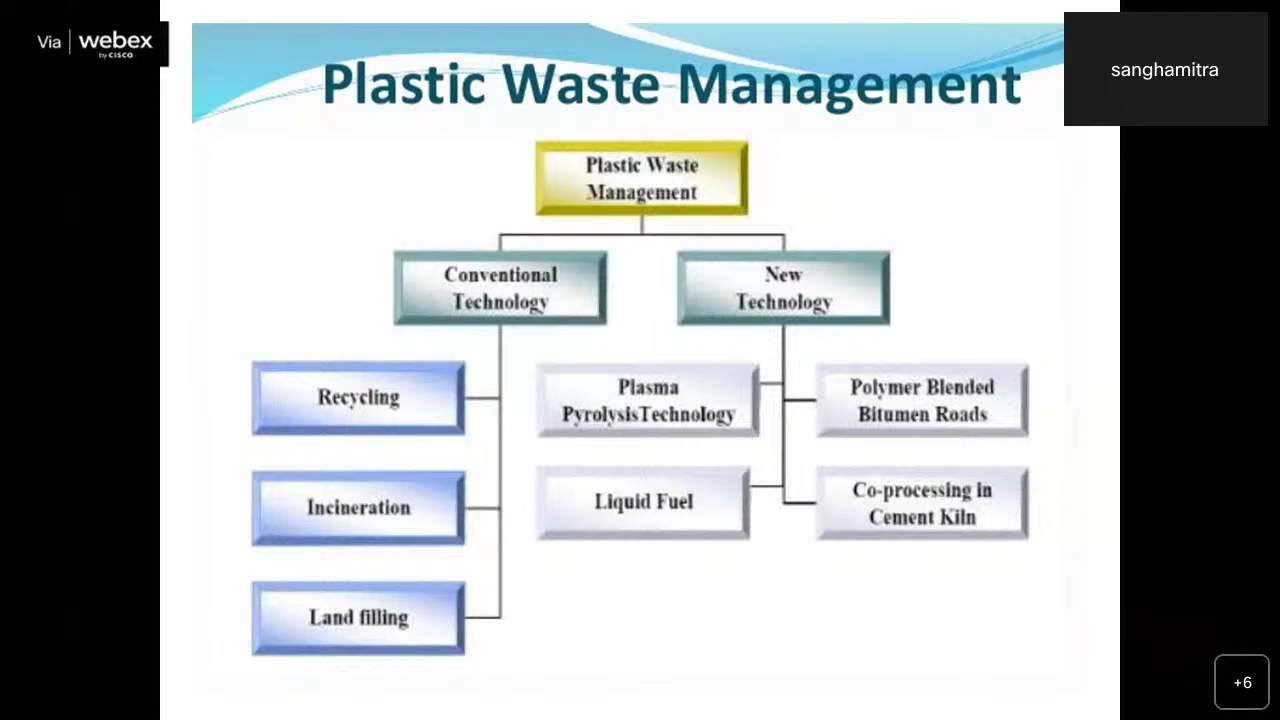 Via webex
by CISCO
sanghamitra
Plastic Waste Management
Plastic Waste
Management
Conventional
Technology
New
Technology
Recycling
Incineration
Land filling
Plasma
PyrolysisTechnology
Liquid Fuel
Polymer Blended
Bitumen Roads
Co-processing in
Cement Kiln
+6